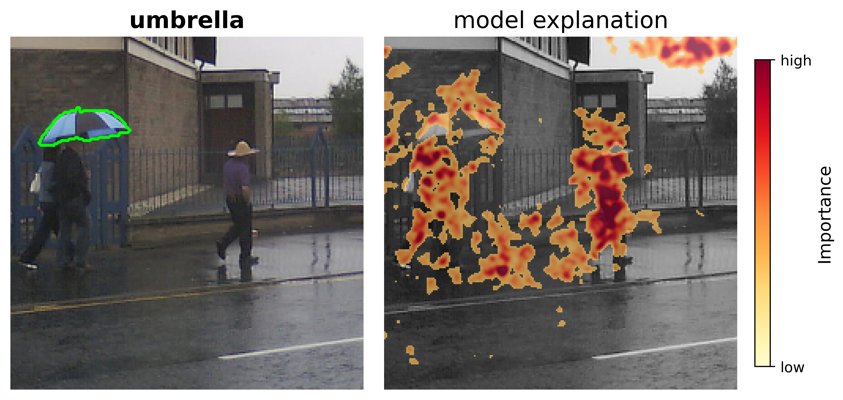 umbrella
model explanation
high
Importance
low